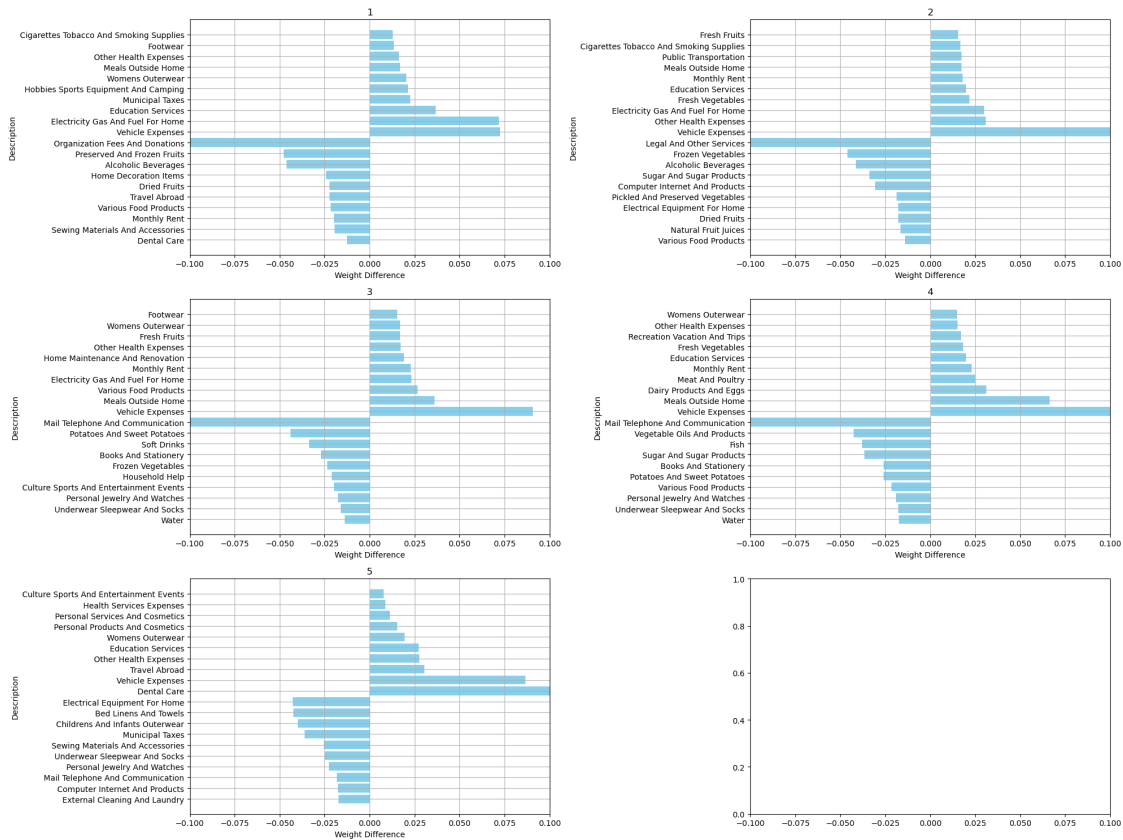 1
Description
Cigarettes Tobacco And Smoking Supplies
Footwear
Other Health Expenses
Meals Outside Home
Womens Outerwear
Hobbies Sports Equipment And Camping
Municipal Taxes
Education Services
Electricity Gas And Fuel For Home
Vehicle Expenses
Organization Fees And Donations
Preserved And Frozen Fruits
Alcoholic Beverages
Home Decoration Items
Dried Fruits
Travel Abroad
Various Food Products
Monthly Rent
Sewing Materials And Accessories
Dental Care
−0.100 −0.075 −0.050 −0.025 0.000 0.025 0.050 0.075 0.100
Weight Difference
2
Description
Fresh Fruits
Cigarettes Tobacco And Smoking Supplies
Public Transportation
Meals Outside Home
Monthly Rent
Education Services
Fresh Vegetables
Electricity Gas And Fuel For Home
Other Health Expenses
Vehicle Expenses
Legal And Other Services
Frozen Vegetables
Alcoholic Beverages
Sugar And Sugar Products
Computer Internet And Products
Pickled And Preserved Vegetables
Electrical Equipment For Home
Dried Fruits
Natural Fruit Juices
Various Food Products
−0.100 −0.075 −0.050 −0.025 0.000 0.025 0.050 0.075 0.100
Weight Difference
3
Description
Footwear
Womens Outerwear
Fresh Fruits
Other Health Expenses
Home Maintenance And Renovation
Monthly Rent
Electricity Gas And Fuel For Home
Various Food Products
Meals Outside Home
Vehicle Expenses
Mail Telephone And Communication
Potatoes And Sweet Potatoes
Soft Drinks
Books And Stationery
Frozen Vegetables
Household Help
Culture Sports And Entertainment Events
Personal Jewelry And Watches
Underwear Sleepwear And Socks
Water
−0.100 −0.075 −0.050 −0.025 0.000 0.025 0.050 0.075 0.100
Weight Difference
4
Description
Womens Outerwear
Other Health Expenses
Recreation Vacation And Trips
Fresh Vegetables
Education Services
Monthly Rent
Meat And Poultry
Dairy Products And Eggs
Meals Outside Home
Vehicle Expenses
Mail Telephone And Communication
Vegetable Oils And Products
Fish
Sugar And Sugar Products
Books And Stationery
Potatoes And Sweet Potatoes
Various Food Products
Personal Jewelry And Watches
Underwear Sleepwear And Socks
Water
−0.100 −0.075 −0.050 −0.025 0.000 0.025 0.050 0.075 0.100
Weight Difference
5
Description
Culture Sports And Entertainment Events
Health Services Expenses
Personal Services And Cosmetics
Personal Products And Cosmetics
Womens Outerwear
Education Services
Other Health Expenses
Travel Abroad
Vehicle Expenses
Dental Care
Electrical Equipment For Home
Bed Linens And Towels
Childrens And Infants Outerwear
Municipal Taxes
Sewing Materials And Accessories
Underwear Sleepwear And Socks
Personal Jewelry And Watches
Mail Telephone And Communication
Computer Internet And Products
External Cleaning And Laundry
−0.100 −0.075 −0.050 −0.025 0.000 0.025 0.050 0.075 0.100
Weight Difference
1.0
0.8
0.6
0.4
0.2
0.0
−0.100 −0.075 −0.050 −0.025 0.000 0.025 0.050 0.075 0.100